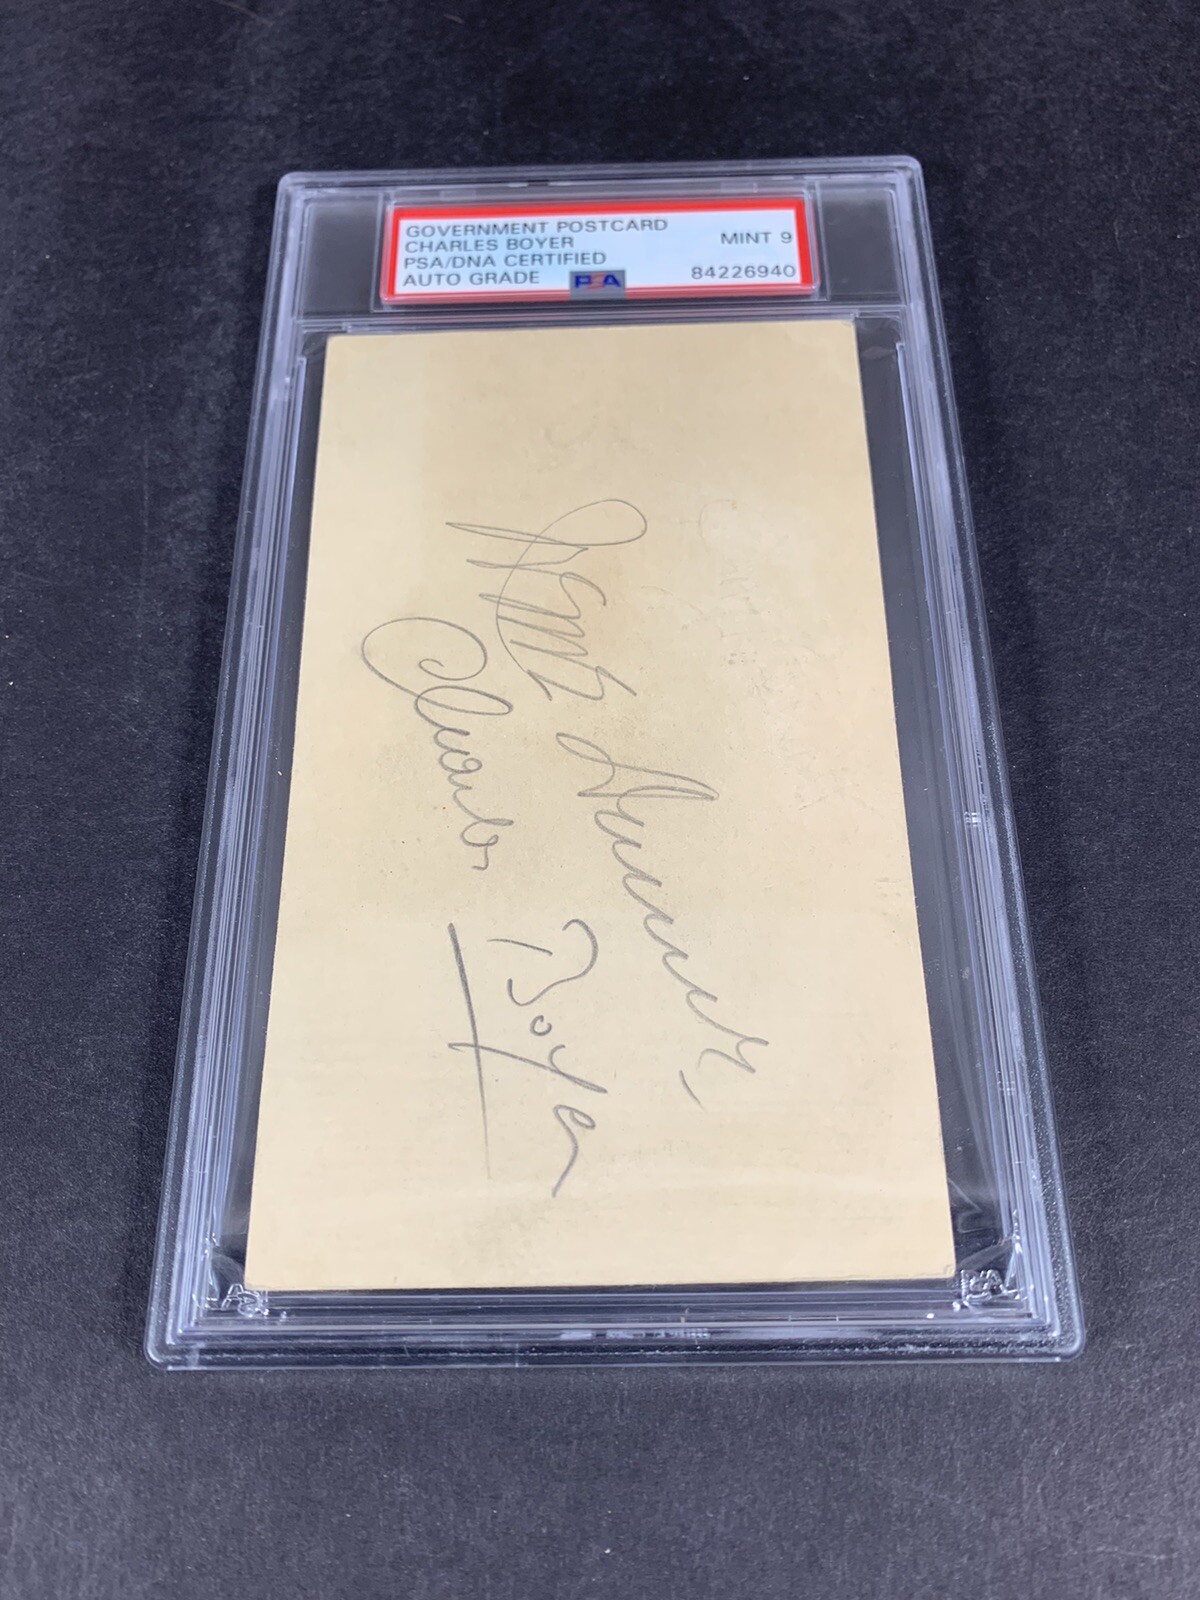 GOVERNMENT POSTCARD
CHARLES BOYER
MINT 9
PSA/DNA CERTIFIED
AUTO GRADE
PSA
84226940
Charles Boyer